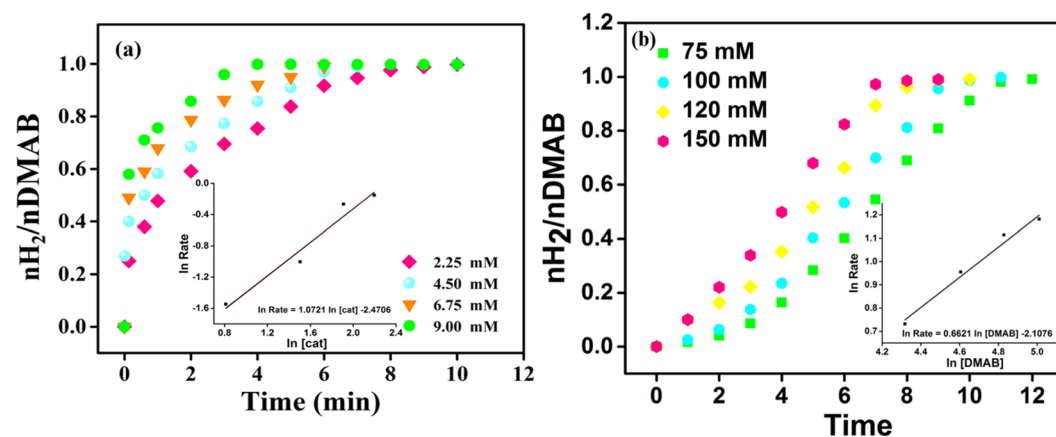 (a)
nH2/nDMAB
1.0
0.8
0.6
0.4
0.2
0.0
0 2 4 6 8 10 12
Time (min)
2.25 mM
4.50 mM
6.75 mM
9.00 mM
ln Rate
0.0
-0.4
-0.8
-1.2
-1.6
ln Rate = 1.0721 ln [cat] -2.4706
0.8 1.2 1.6 2.0 2.4
ln [cat]
(b)
nH2/nDMAB
1.2
1.0
0.8
0.6
0.4
0.2
0.0
75 mM
100 mM
120 mM
150 mM
0 2 4 6 8 10 12
Time
ln Rate
1.2
1.1
1.0
0.9
0.8
0.7
ln Rate = 0.6621 ln [DMAB] -2.1076
4.2 4.4 4.6 4.8 5.0
ln [DMAB]